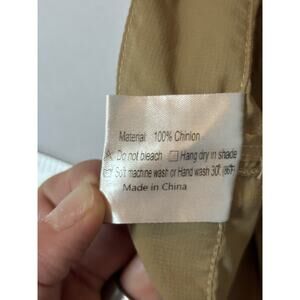 Material: 100% Chinlon
Do not bleach Hang dry in shade
Soft machine wash or Hand wash 30℃ (86℉)
Made in China